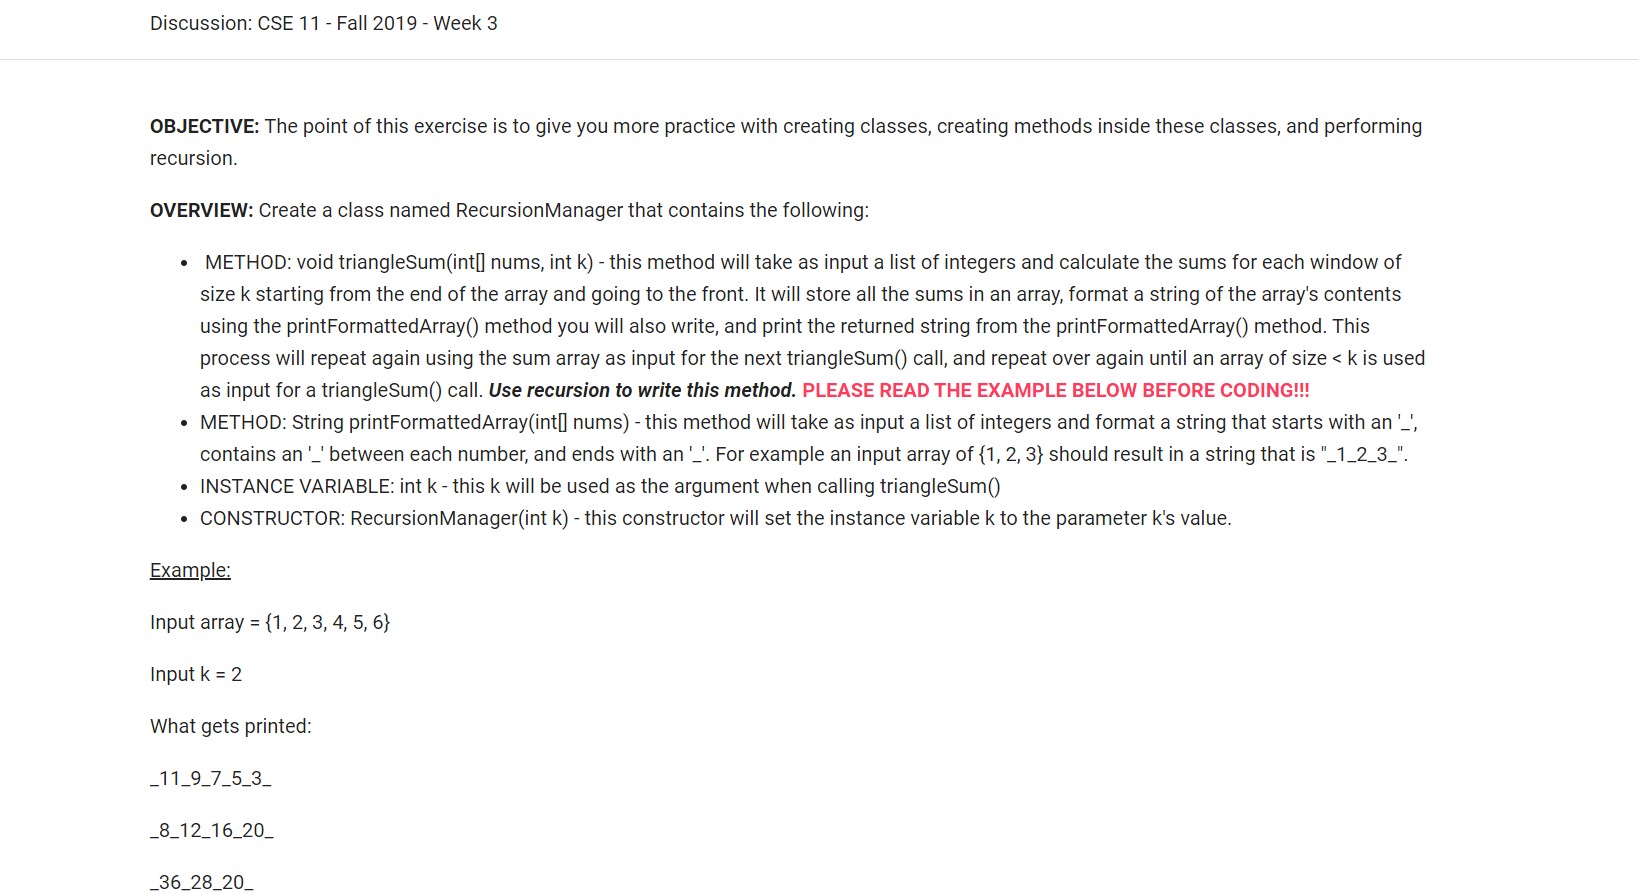 Discussion: CSE 11 - Fall 2019 - Week 3
OBJECTIVE: The point of this exercise is to give you more practice with creating classes, creating methods inside these classes, and performing
recursion.
OVERVIEW: Create a class named RecursionManager that contains the following:
• METHOD: void triangleSum(int[] nums, int k) - this method will take as input a list of integers and calculate the sums for each window of
size k starting from the end of the array and going to the front. It will store all the sums in an array, format a string of the array's contents
using the printFormattedArray() method you will also write, and print the returned string from the printFormattedArray() method. This
process will repeat again using the sum array as input for the next triangleSum() call, and repeat over again until an array of size < k is used
as input for a triangleSum() call. Use recursion to write this method. PLEASE READ THE EXAMPLE BELOW BEFORE CODING!!!
• METHOD: String printFormattedArray(int[] nums) - this method will take as input a list of integers and format a string that starts with an '_',
contains an '_' between each number, and ends with an '_'. For example an input array of {1, 2, 3} should result in a string that is "_1_2_3_".
• INSTANCE VARIABLE: int k - this k will be used as the argument when calling triangleSum()
• CONSTRUCTOR: RecursionManager(int k) - this constructor will set the instance variable k to the parameter k's value.
Example:
Input array = {1, 2, 3, 4, 5, 6}
Input k = 2
What gets printed:
_11_9_7_5_3_
_8_12_16_20_
_36_28_20_